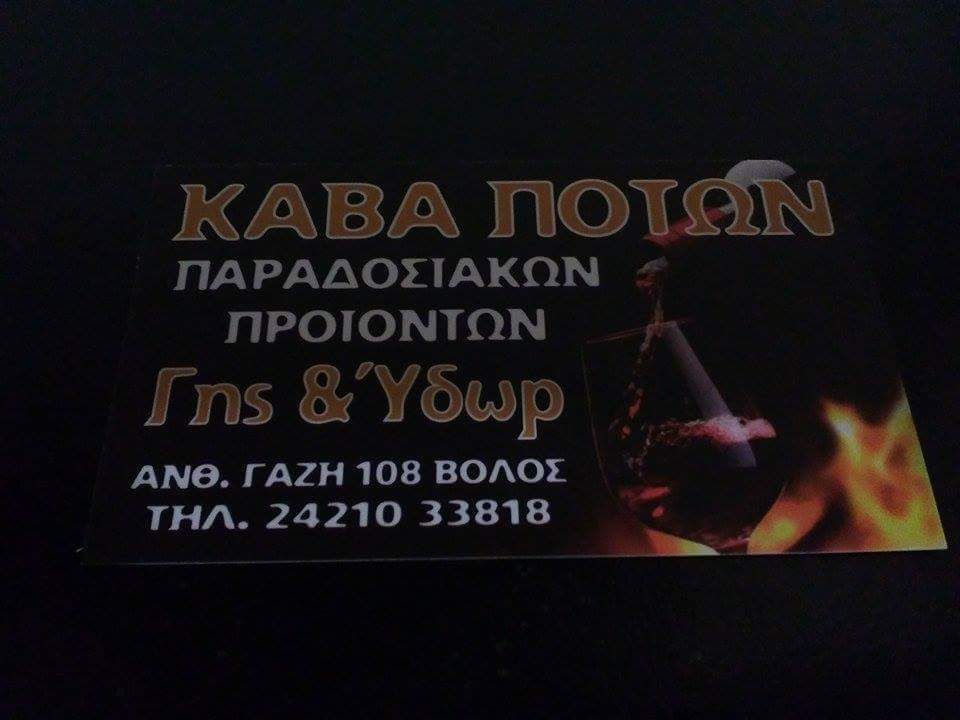 ΚΑΒΑ ΠΟΤΩΝ
ΠΑΡΑΔΟΣΙΑΚΩΝ
ΠΡΟΙΟΝΤΩΝ
Γης & Ύδωρ
ΑΝΘ. ΓΑΖΗ 108 ΒΟΛΟΣ
ΤΗΛ. 24210 33818